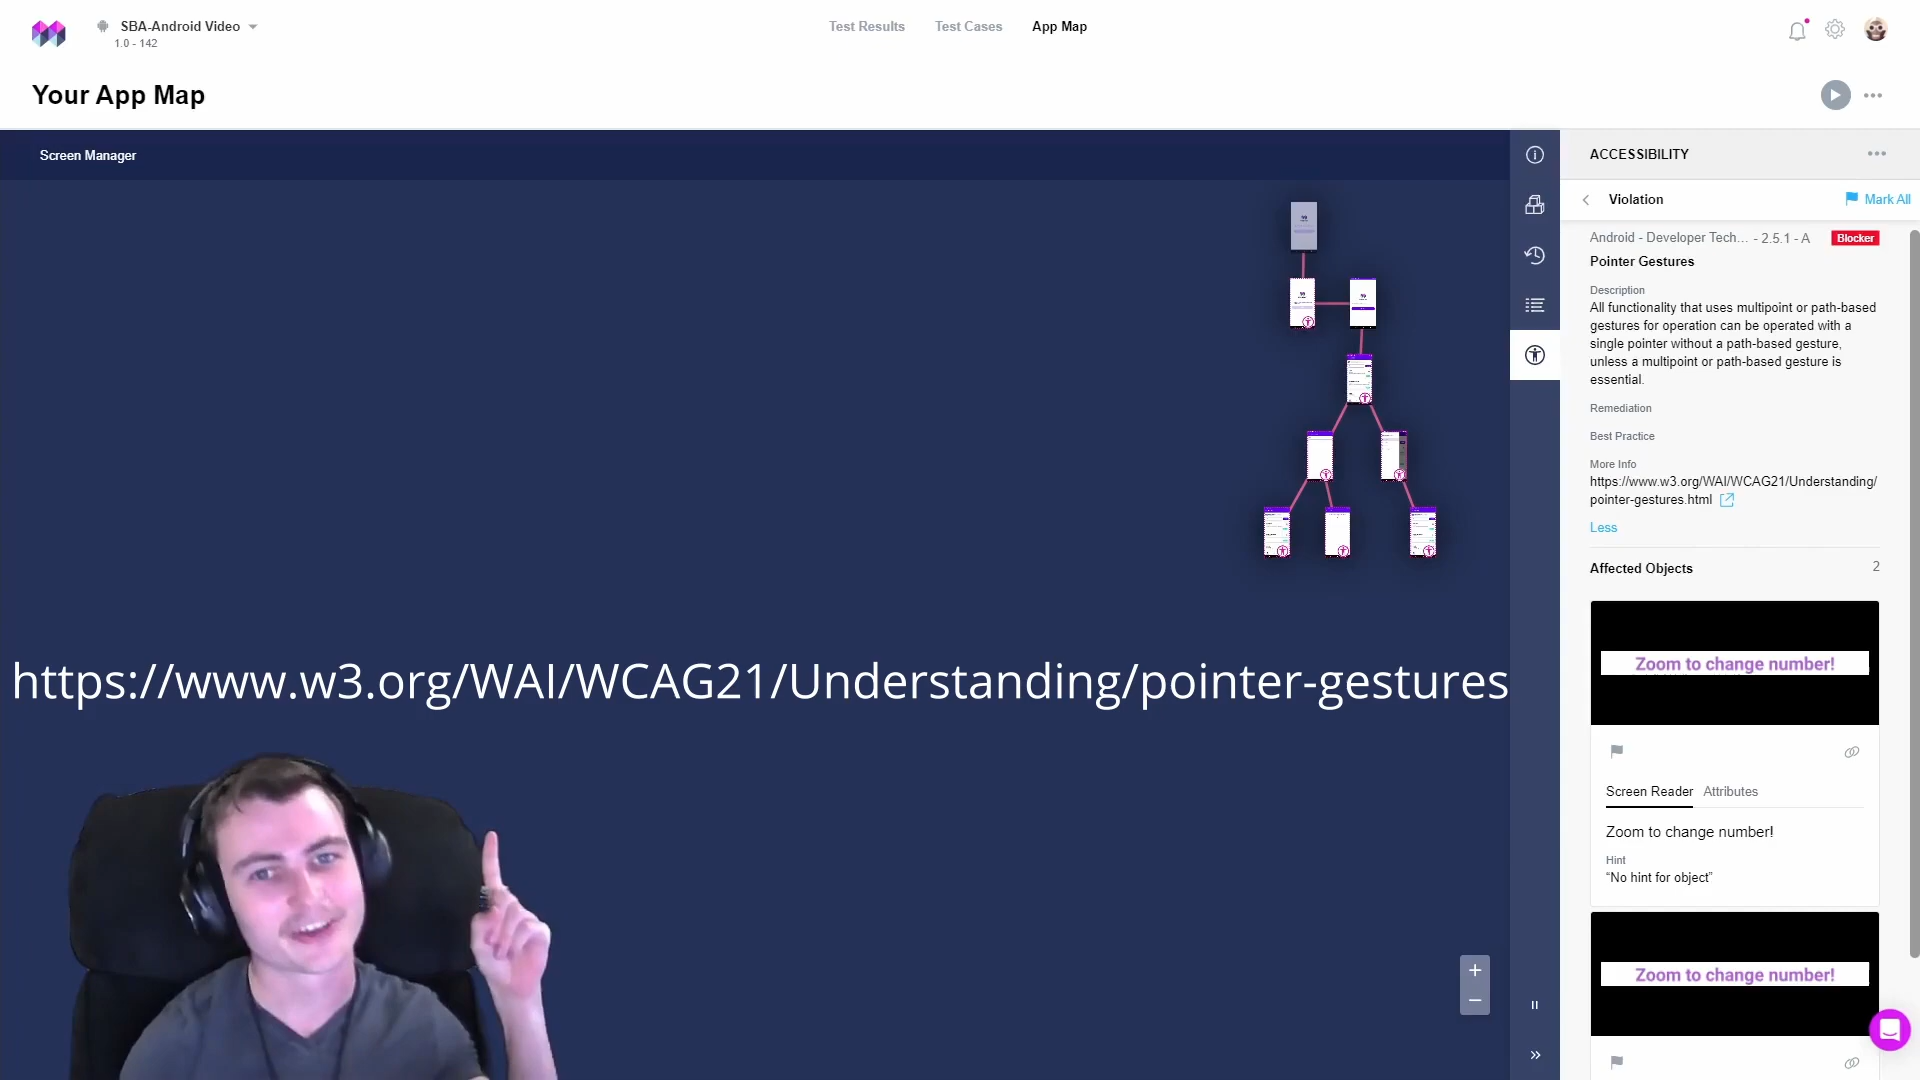 SBA-Android Video
1.0 - 142
Test Results
Test Cases
App Map
Your App Map
Screen Manager
ACCESSIBILITY
Violation
Mark All
Android - Developer Tech... - 2.5.1 - A
Blocker
Pointer Gestures
Description
All functionality that uses multipoint or path-based
gestures for operation can be operated with a
single pointer without a path-based gesture,
unless a multipoint or path-based gesture is
essential.
Remediation
Best Practice
More Info
https://www.w3.org/WAI/WCAG21/Understanding/
pointer-gestures.html
Less
Affected Objects
2
Zoom to change number!
Screen Reader
Attributes
Zoom to change number!
Hint
“No hint for object”
Zoom to change number!
https://www.w3.org/WAI/WCAG21/Understanding/pointer-gestures